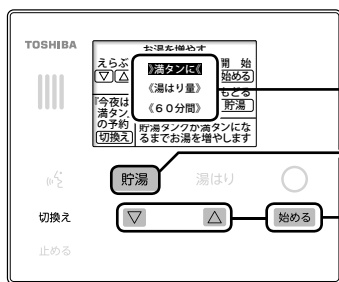 TOSHIBA
お湯を増やす
えらぶ
▽△
》満タンに《
《湯はり量》
《６０分間》
開 始
始める
もどる
貯湯
『今夜は
満タン』
の予約
切換え
貯湯タンクが満タンにな
るまでお湯を増やします
貯湯
湯はり
切換え
▽
△
始める
止める